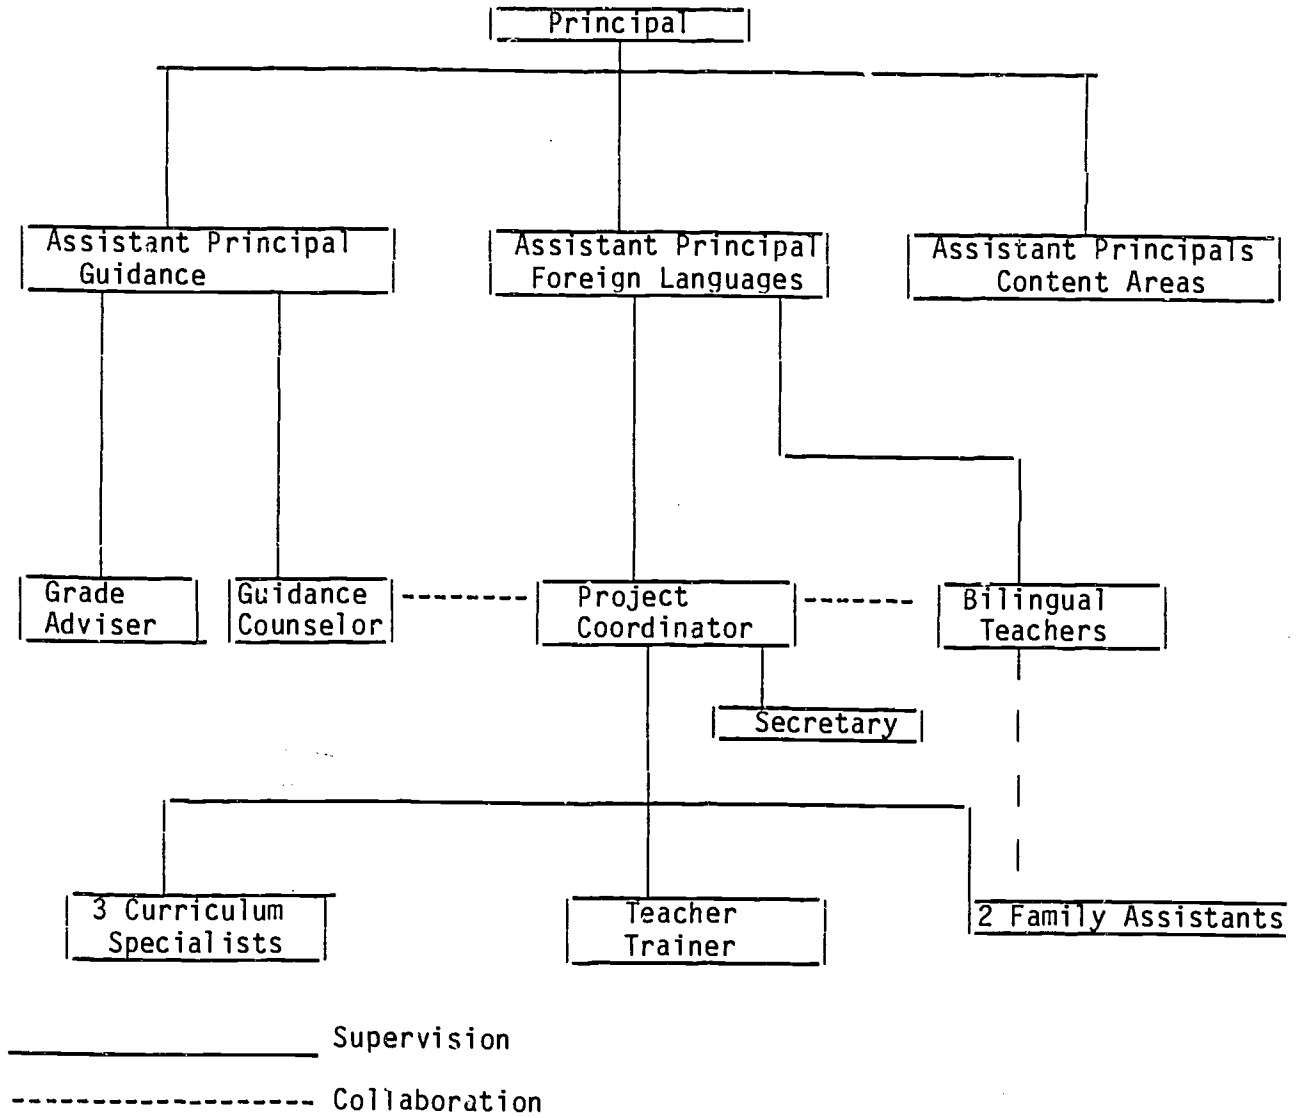 Principal
Assistant Principal
Guidance
Assistant Principal
Foreign Languages
Assistant Principals
Content Areas
Grade
Adviser
Guidance
Counselor
Project
Coordinator
Bilingual
Teachers
Secretary
3 Curriculum
Specialists
Teacher
Trainer
2 Family Assistants
Supervision
Collaboration